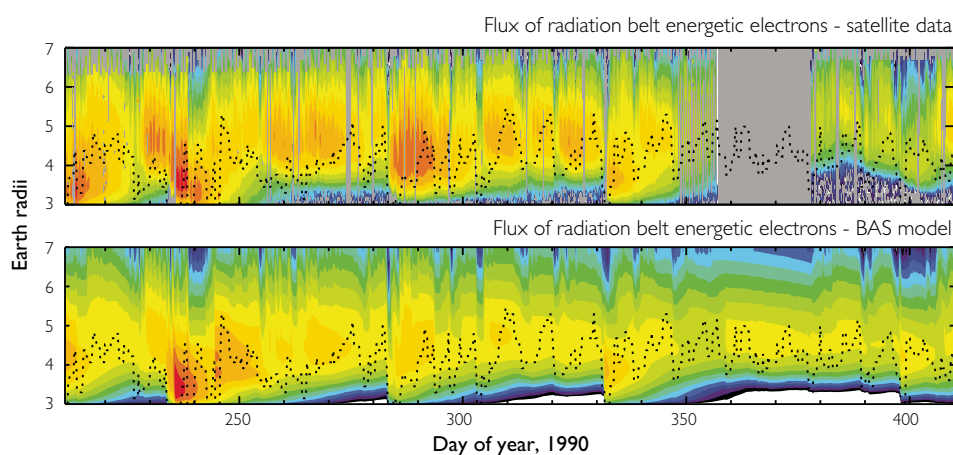 Flux of radiation belt energetic electrons - satellite data
7
6
5
4
3
Earth radii
Flux of radiation belt energetic electrons - BAS model
7
6
5
4
3
250 300 350 400
Day of year, 1990